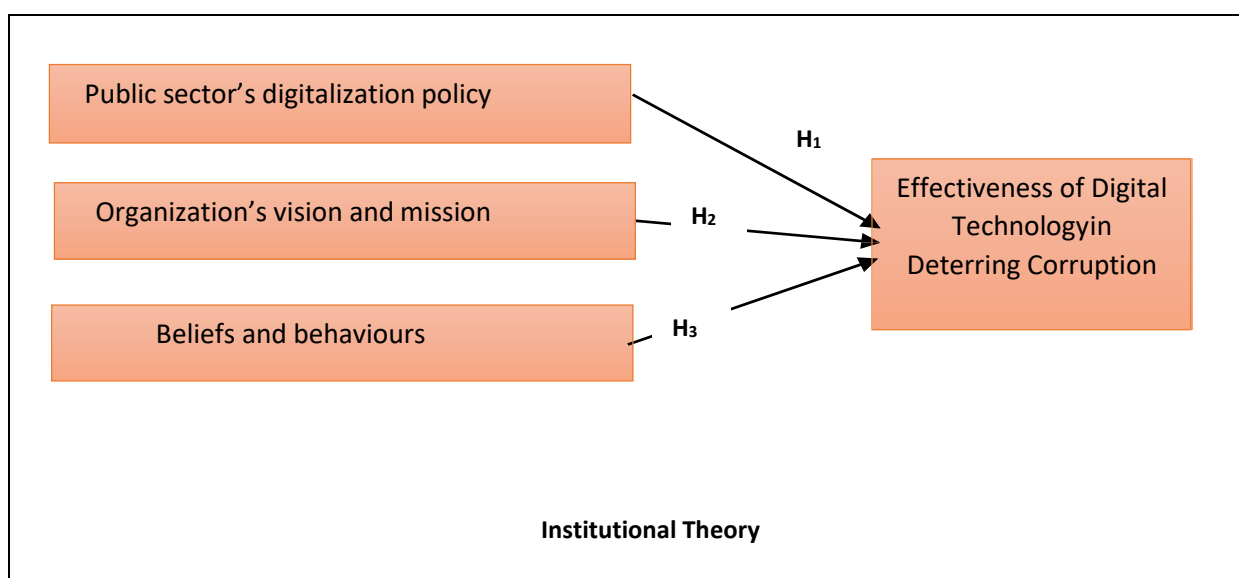 Public sector’s digitalization policy
H₁
Organization’s vision and mission
H₂
Effectiveness of Digital
Technologyin
Deterring Corruption
Beliefs and behaviours
H₃
Institutional Theory